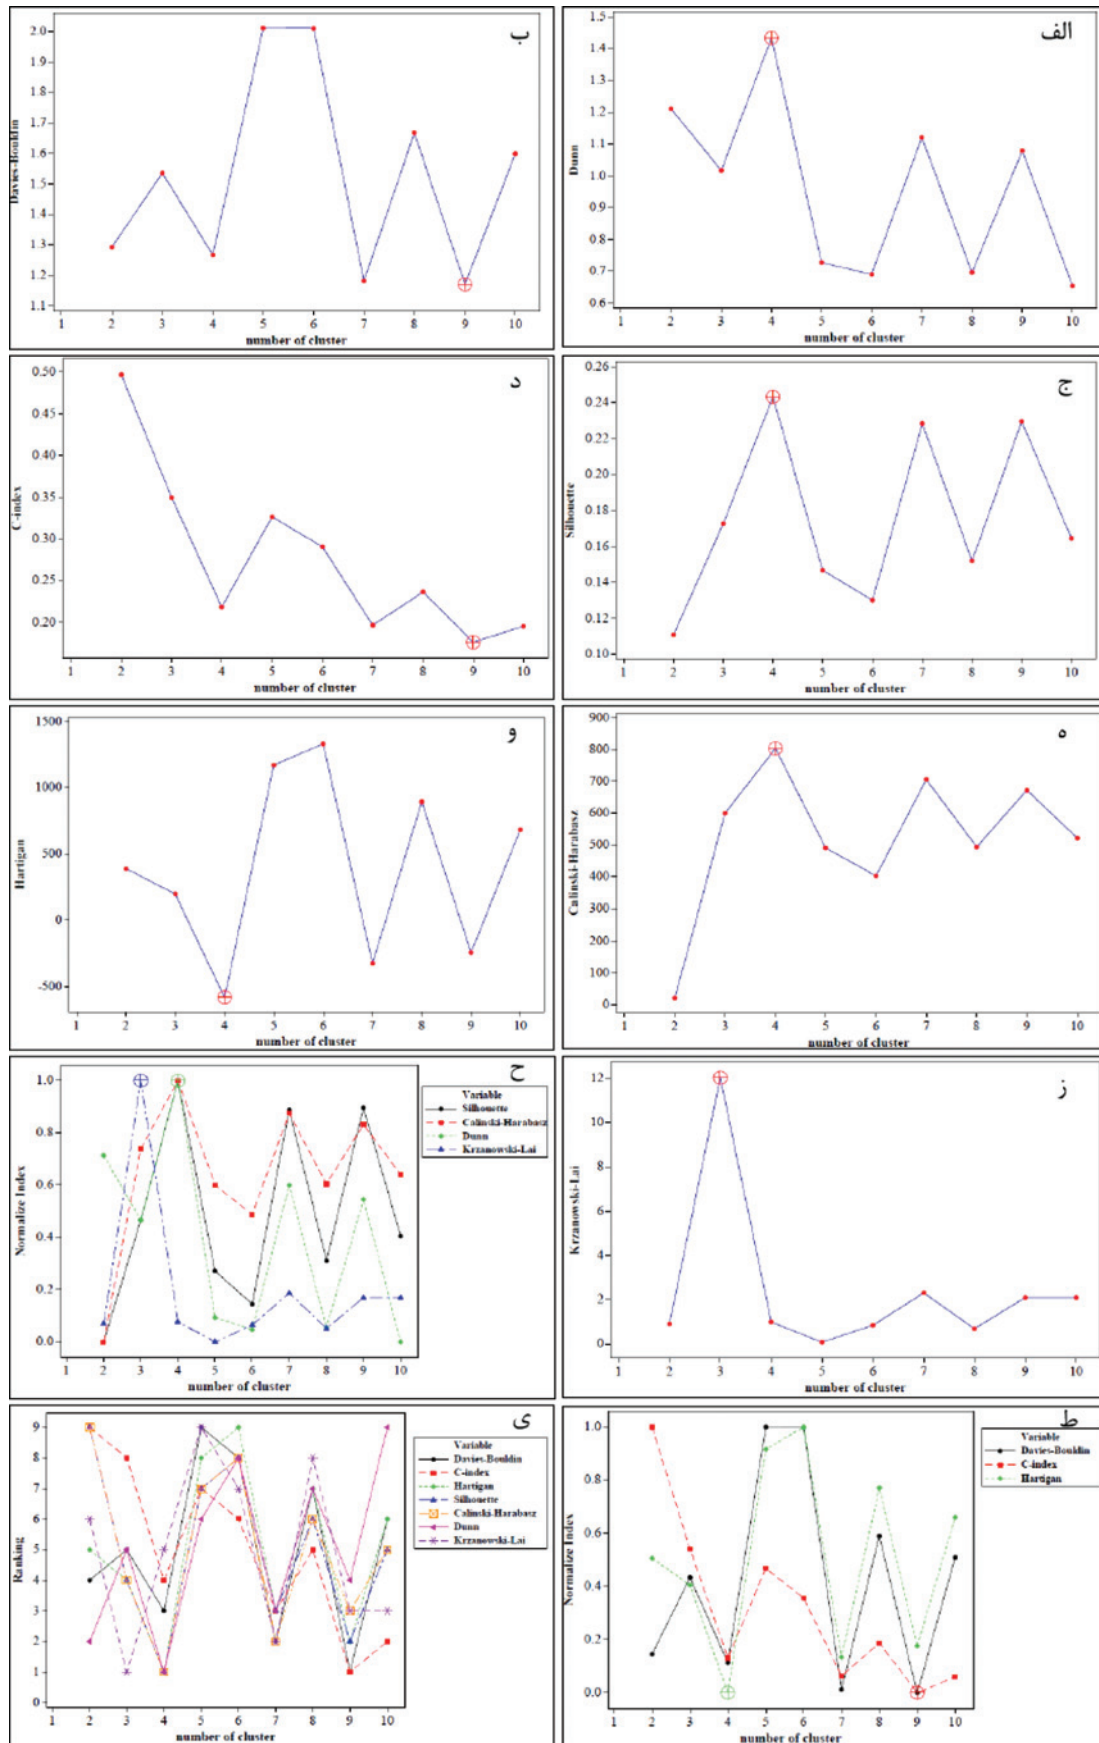 الف
Dunn
1.5
1.4
1.3
1.2
1.1
1.0
0.9
0.8
0.7
0.6
1 2 3 4 5 6 7 8 9 10
number of cluster
ب
Davies-Bouldin
2.0
1.9
1.8
1.7
1.6
1.5
1.4
1.3
1.2
1.1
1 2 3 4 5 6 7 8 9 10
number of cluster
ج
Silhouette
0.26
0.24
0.22
0.20
0.18
0.16
0.14
0.12
0.10
1 2 3 4 5 6 7 8 9 10
number of cluster
د
C-index
0.50
0.45
0.40
0.35
0.30
0.25
0.20
1 2 3 4 5 6 7 8 9 10
number of cluster
ه
Calinski-Harabasz
900
800
700
600
500
400
300
200
100
0
1 2 3 4 5 6 7 8 9 10
number of cluster
و
Hartigan
1500
1000
500
0
-500
1 2 3 4 5 6 7 8 9 10
number of cluster
ز
Krzanowski-Lai
12
10
8
6
4
2
0
1 2 3 4 5 6 7 8 9 10
number of cluster
ح
Normalize Index
1.0
0.8
0.6
0.4
0.2
0.0
1 2 3 4 5 6 7 8 9 10
number of cluster
Variable
Silhouette
Calinski-Harabasz
Dunn
Krzanowski-Lai
ط
Normalize Index
1.0
0.8
0.6
0.4
0.2
0.0
1 2 3 4 5 6 7 8 9 10
number of cluster
Variable
Davies-Bouldin
C-index
Hartigan
ی
Ranking
9
8
7
6
5
4
3
2
1
0
1 2 3 4 5 6 7 8 9 10
number of cluster
Variable
Davies-Bouldin
C-index
Hartigan
Silhouette
Calinski-Harabasz
Dunn
Krzanowski-Lai